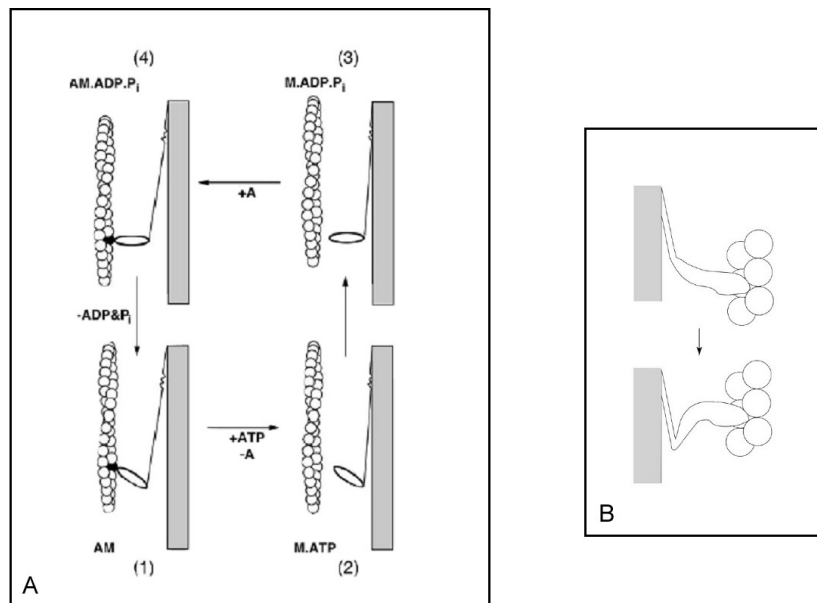 (4) (3)
AM.ADP.Pi M.ADP.Pi
+A
-ADP&Pi
+ATP
-A
AM M.ATP
(1) (2)
A
B